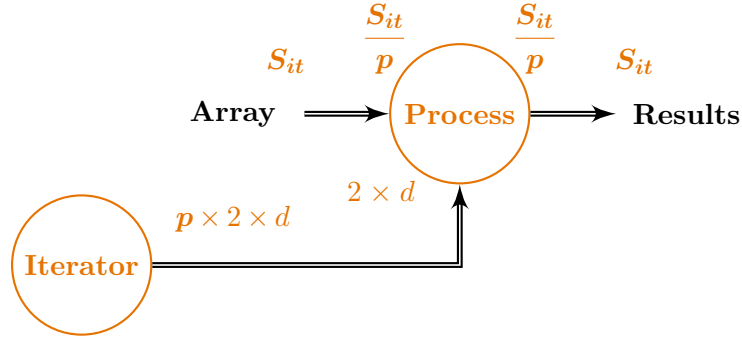 S_it
S_it/p
S_it/p
S_it
Array
Process
Results
2 × d
p × 2 × d
Iterator